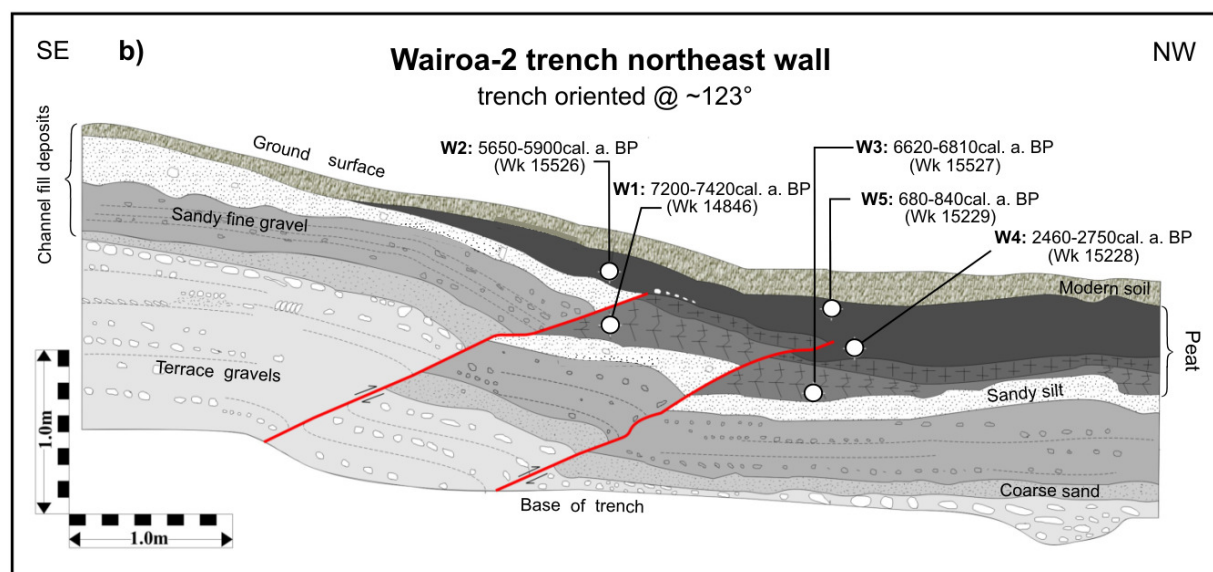 SE
b)
Wairoa-2 trench northeast wall
NW
trench oriented @ ~123°
Channel fill deposits
Ground surface
W2: 5650-5900cal. a. BP
(Wk 15526)
W1: 7200-7420cal. a. BP
(Wk 14846)
W3: 6620-6810cal. a. BP
(Wk 15527)
W5: 680-840cal. a. BP
(Wk 15229)
W4: 2460-2750cal. a. BP
(Wk 15228)
Sandy fine gravel
Modern soil
Peat
Terrace gravels
Sandy silt
1.0m
Coarse sand
Base of trench
1.0m